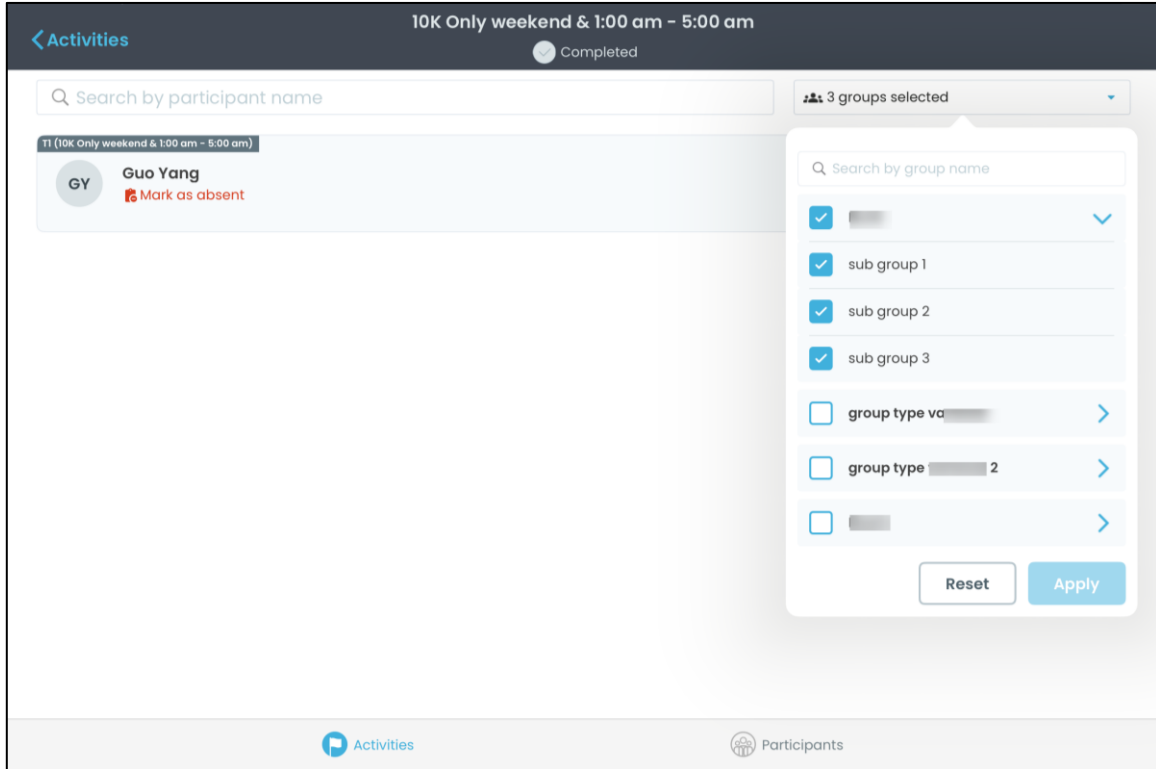 10K Only weekend & 1:00 am - 5:00 am
Activities
Completed
Search by participant name
3 groups selected
T1 (10K Only weekend & 1:00 am - 5:00 am)
GY
Guo Yang
Mark as absent
Search by group name
sub group 1
sub group 2
sub group 3
group type
group type 2
Reset
Apply
Activities
Participants